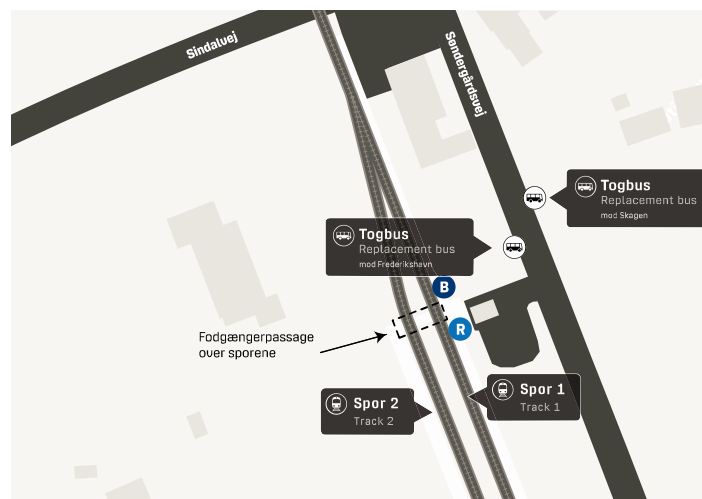 Sindalvej
Søndergårdsvej
Togbus
Replacement bus
mod Skagen
Togbus
Replacement bus
mod Frederikshavn
B
R
Fodgængerpassage
over sporene
Spor 1
Track 1
Spor 2
Track 2